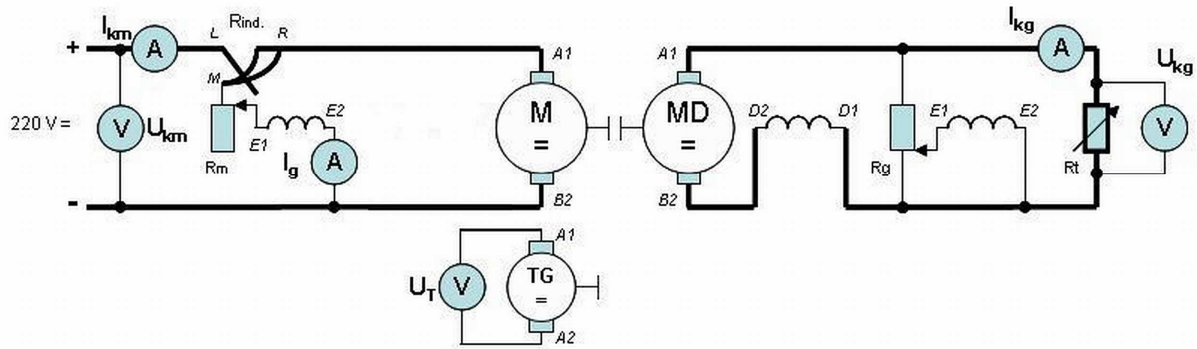 Ikm
L
Rind.
R
A1
A1
Ikg
+
A
A
Ukg
M
220 V =
V
Ukm
E1
E2
M
=
MD
=
D2
D1
E1
E2
V
Rm
Ig
A
Rg
Rt
-
B2
B2
A1
UT
V
TG
=
A2